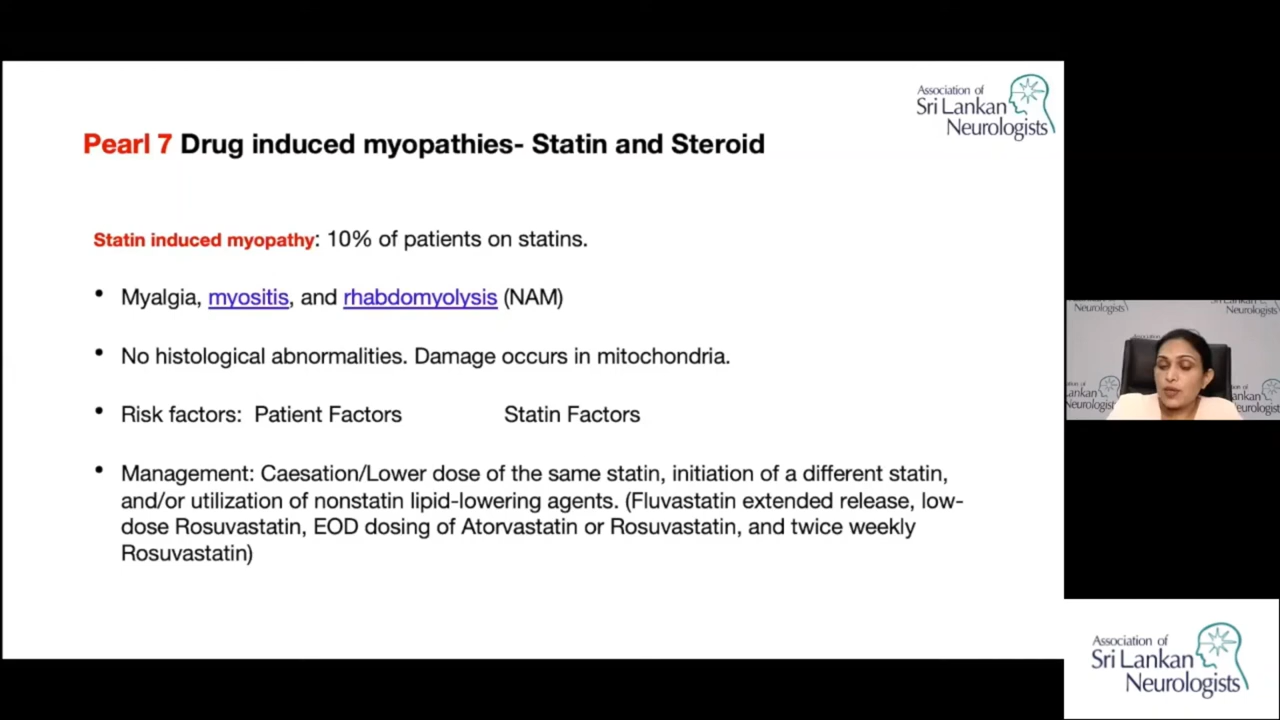 Association of
Sri Lankan
Neurologists
Pearl 7 Drug induced myopathies- Statin and Steroid
Statin induced myopathy: 10% of patients on statins.
• Myalgia, myositis, and rhabdomyolysis (NAM)
• No histological abnormalities. Damage occurs in mitochondria.
• Risk factors: Patient Factors Statin Factors
• Management: Caesation/Lower dose of the same statin, initiation of a different statin,
and/or utilization of nonstatin lipid-lowering agents. (Fluvastatin extended release, low-
dose Rosuvastatin, EOD dosing of Atorvastatin or Rosuvastatin, and twice weekly
Rosuvastatin)
Neurologists
Association of
Sri Lankan
Neurologists